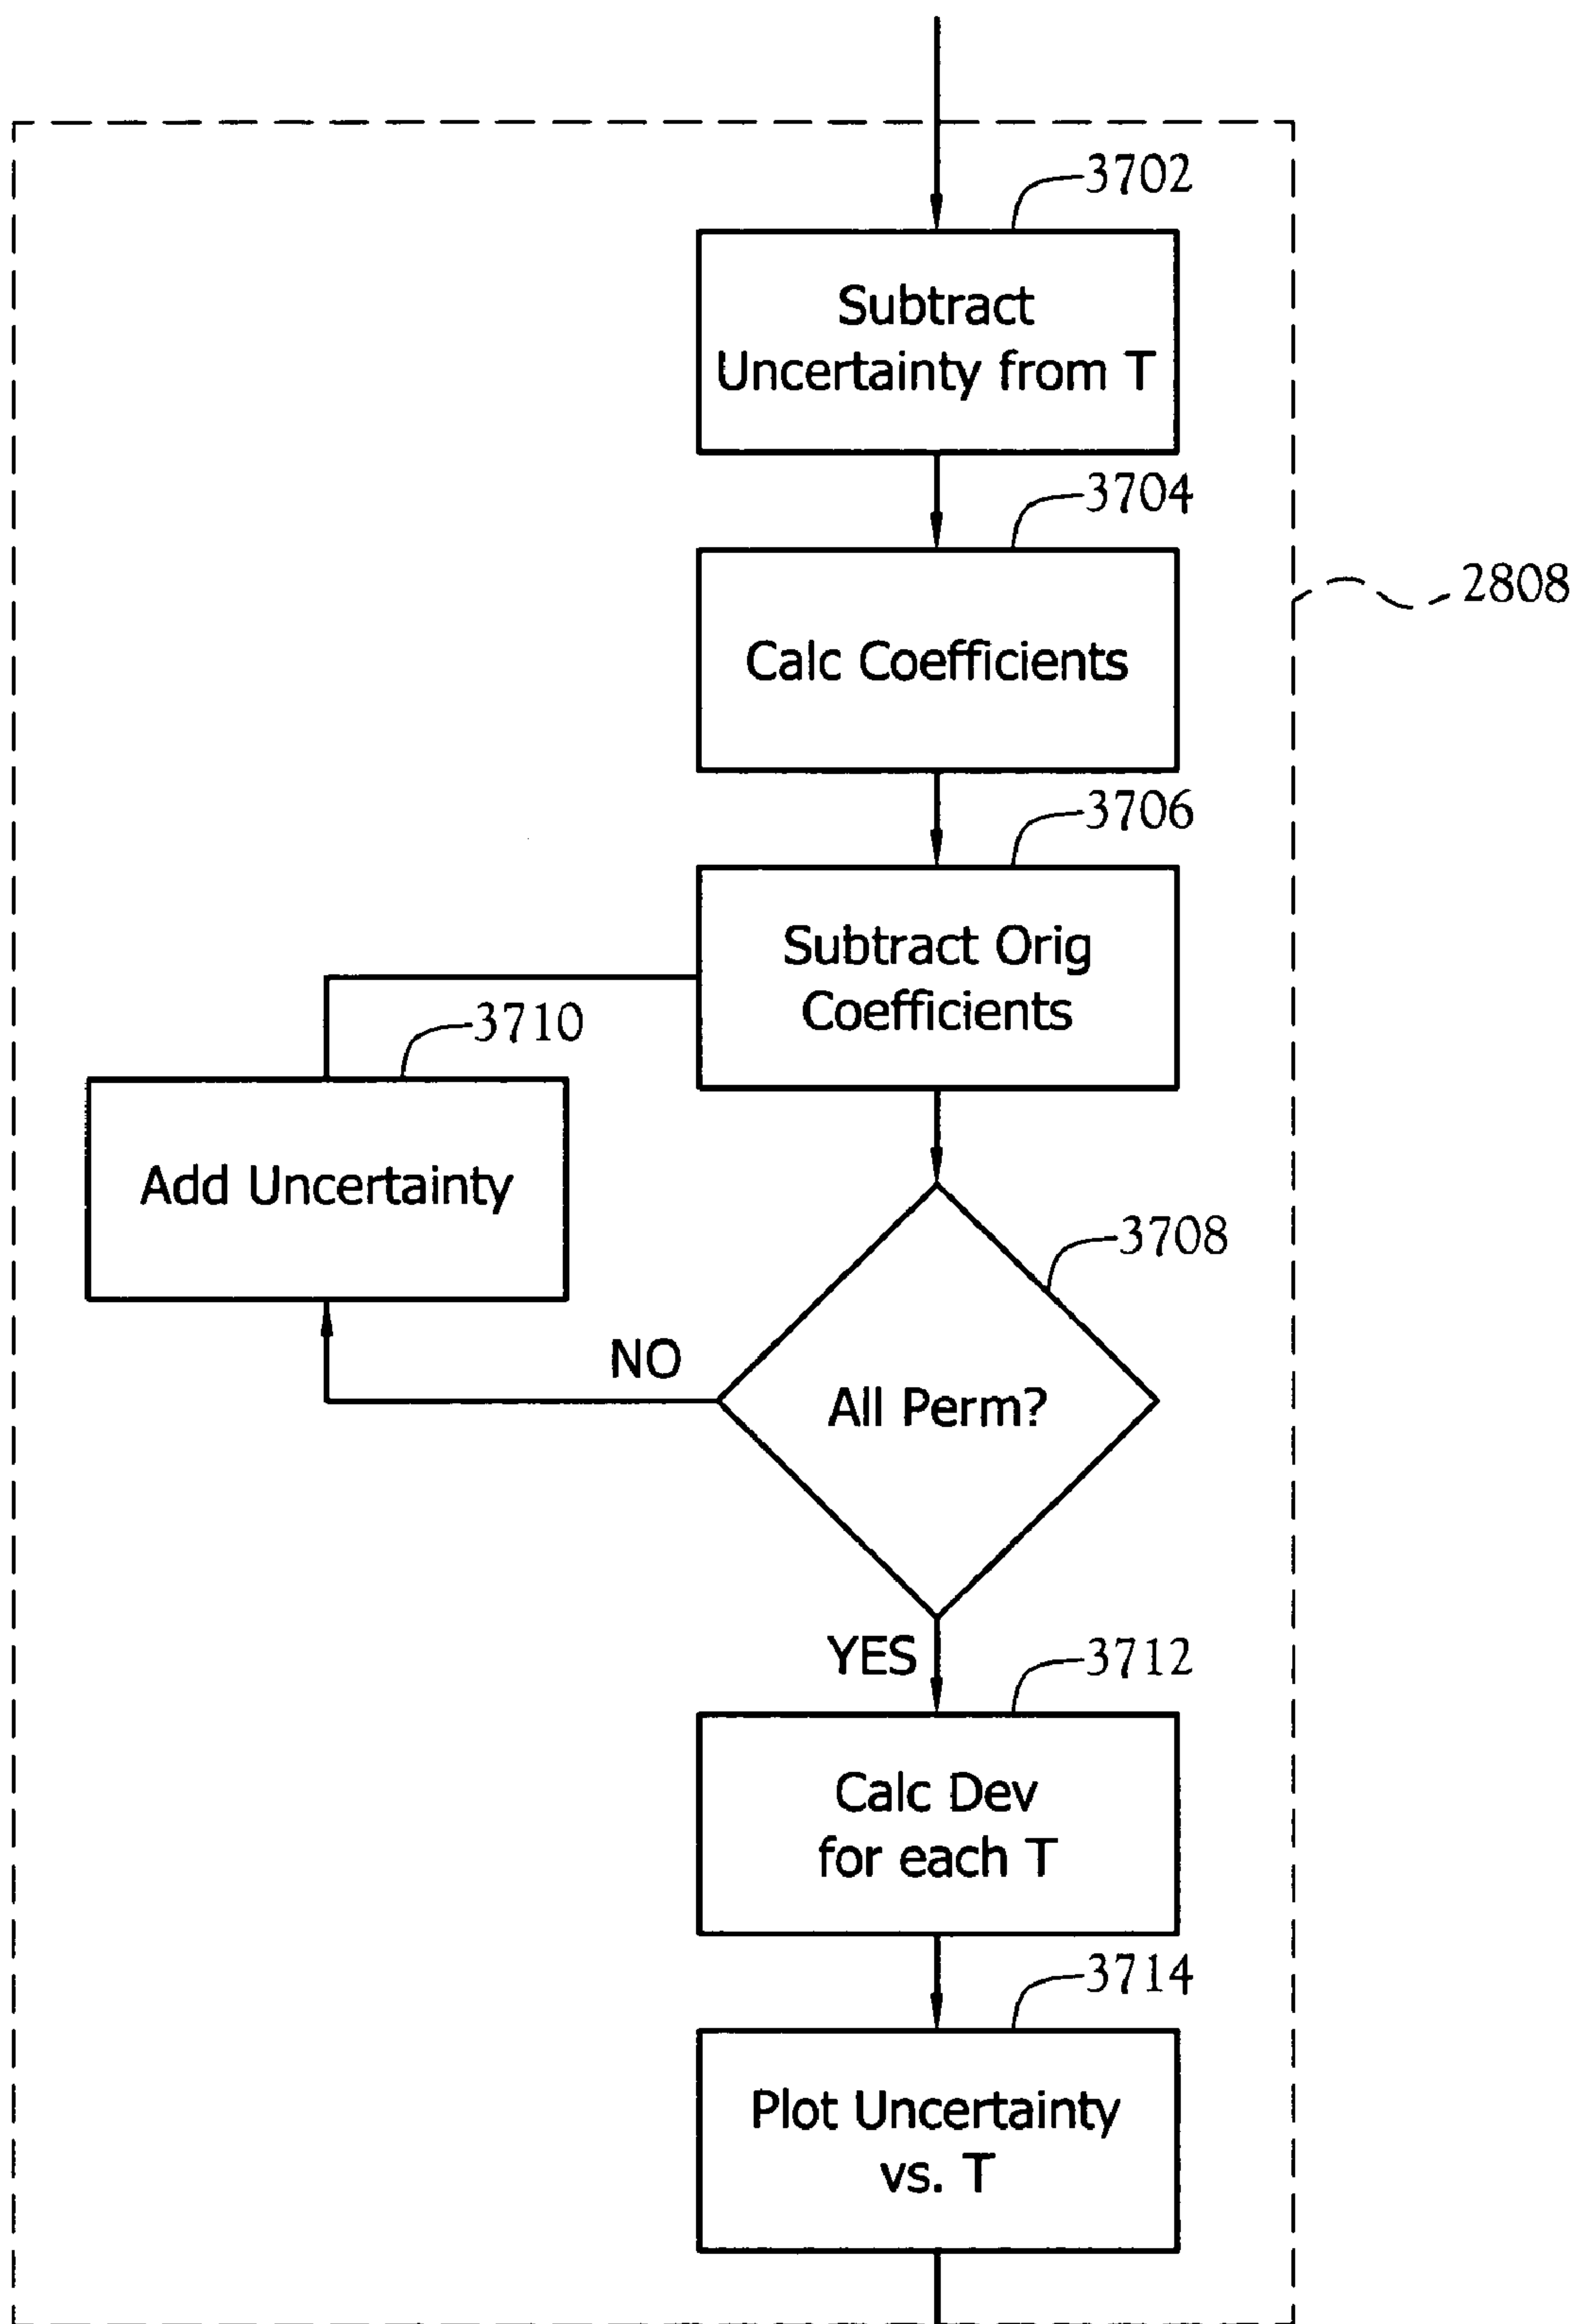 3702
Subtract
Uncertainty from T
3704
Calc Coefficients
2808
3706
Subtract Orig
Coefficients
3710
Add Uncertainty
3708
NO
All Perm?
YES
3712
Calc Dev
for each T
3714
Plot Uncertainty
vs. T